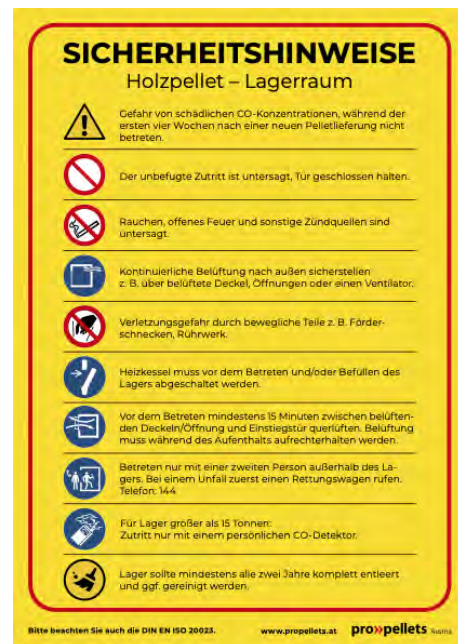 SICHERHEITSHINWEISE
Holzpellet – Lagerraum
Gefahr von schädlichen CO-Konzentrationen, während der
ersten vier Wochen nach einer neuen Pelletlieferung nicht
betreten.
Der unbefugte Zutritt ist untersagt, Tür geschlossen halten.
Rauchen, offenes Feuer und sonstige Zündquellen sind
untersagt.
Kontinuierliche Belüftung nach außen sicherstellen
z. B. über belüftete Deckel, Öffnungen oder einen Ventilator.
Verletzungsgefahr durch bewegliche Teile z. B. Förder-
schnecken, Rührwerk.
Heizkessel muss vor dem Betreten und/oder Befüllen des
Lagers abgeschaltet werden.
Vor dem Betreten mindestens 15 Minuten zwischen belüften-
den Deckeln/Öffnung und Einstiegstür querlüften. Belüftung
muss während des Aufenthalts aufrechterhalten werden.
Betreten nur mit einer zweiten Person außerhalb des La-
gers. Bei einem Unfall zuerst einen Rettungswagen rufen.
Telefon: 144
Für Lager größer als 15 Tonnen:
Zutritt nur mit einem persönlichen CO-Detektor.
Lager sollte mindestens alle zwei Jahre komplett entleert
und ggf. gereinigt werden.
Bitte beachten Sie auch die DIN EN ISO 20023.
www.propellets.at
pro»pellets Austria